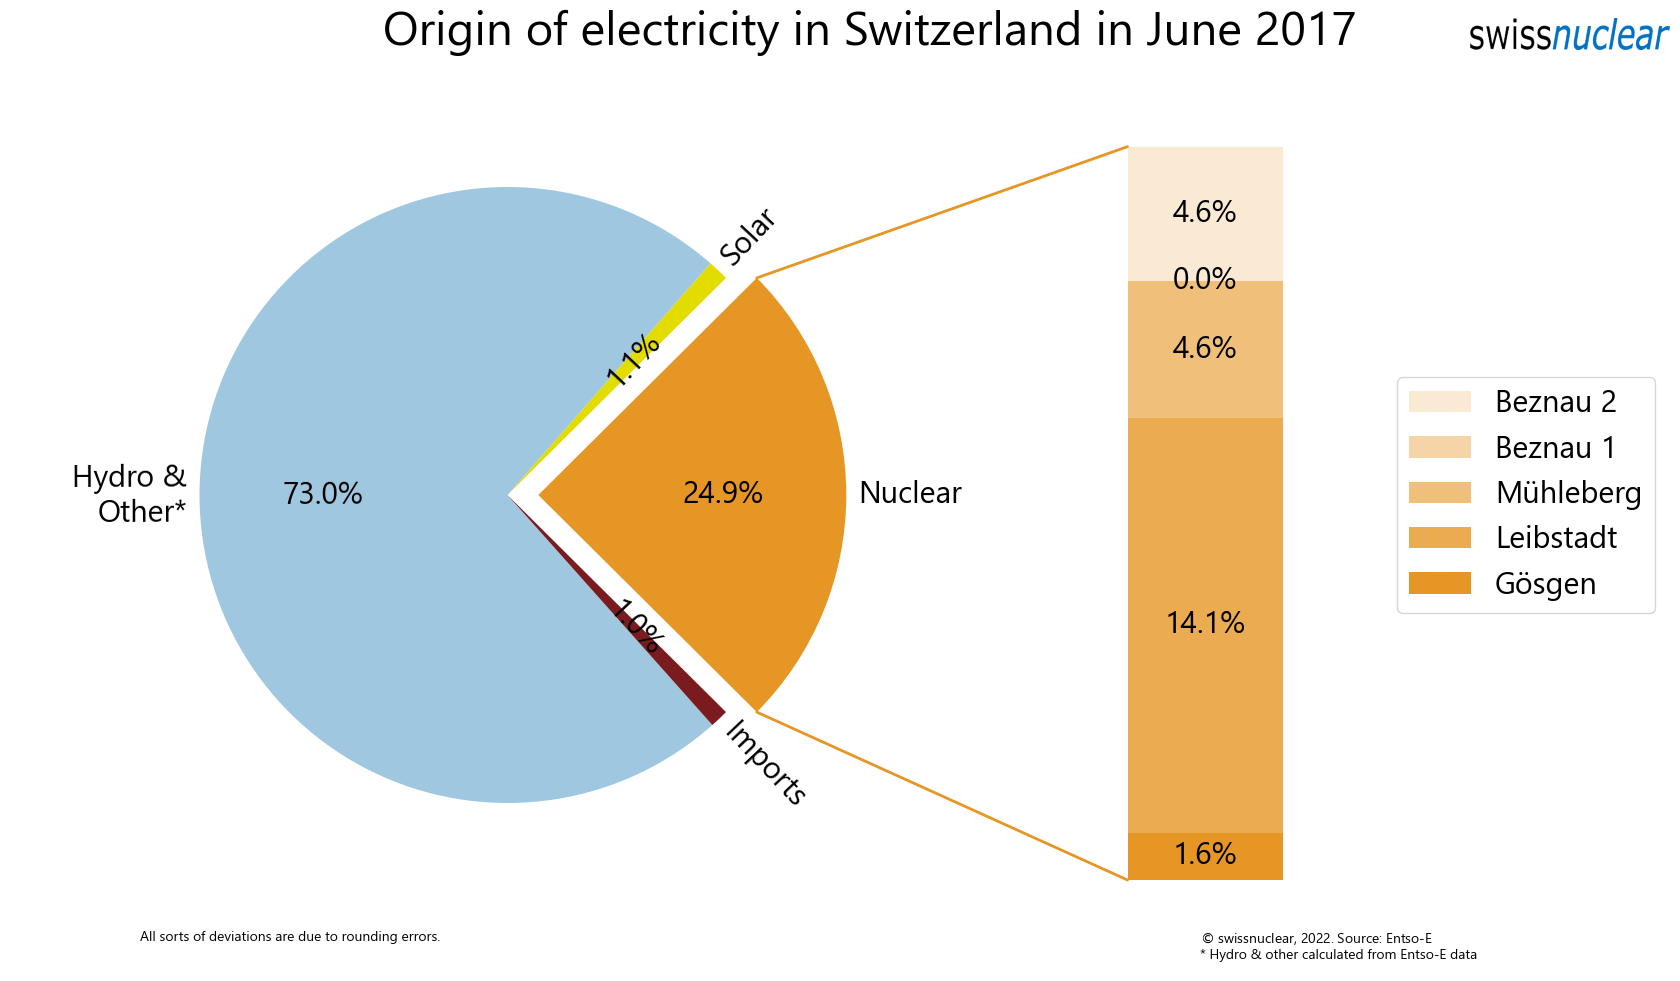 Origin of electricity in Switzerland in June 2017
swissnuclear
Solar
1.1%
Hydro &
Other*
73.0%
24.9%
Nuclear
1.0%
Imports
4.6%
0.0%
4.6%
14.1%
1.6%
Beznau 2
Beznau 1
Mühleberg
Leibstadt
Gösgen
All sorts of deviations are due to rounding errors.
© swissnuclear, 2022. Source: Entso-E
* Hydro & other calculated from Entso-E data